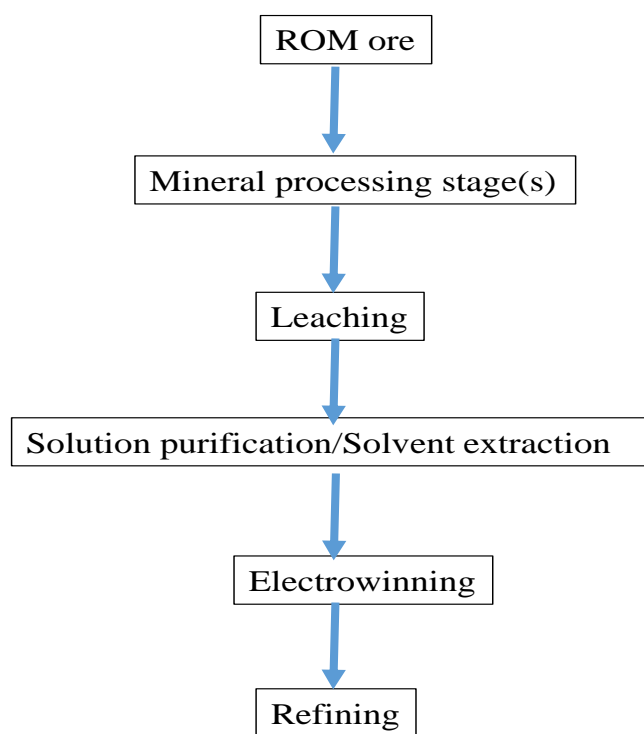 ROM ore
Mineral processing stage(s)
Leaching
Solution purification/Solvent extraction
Electrowinning
Refining